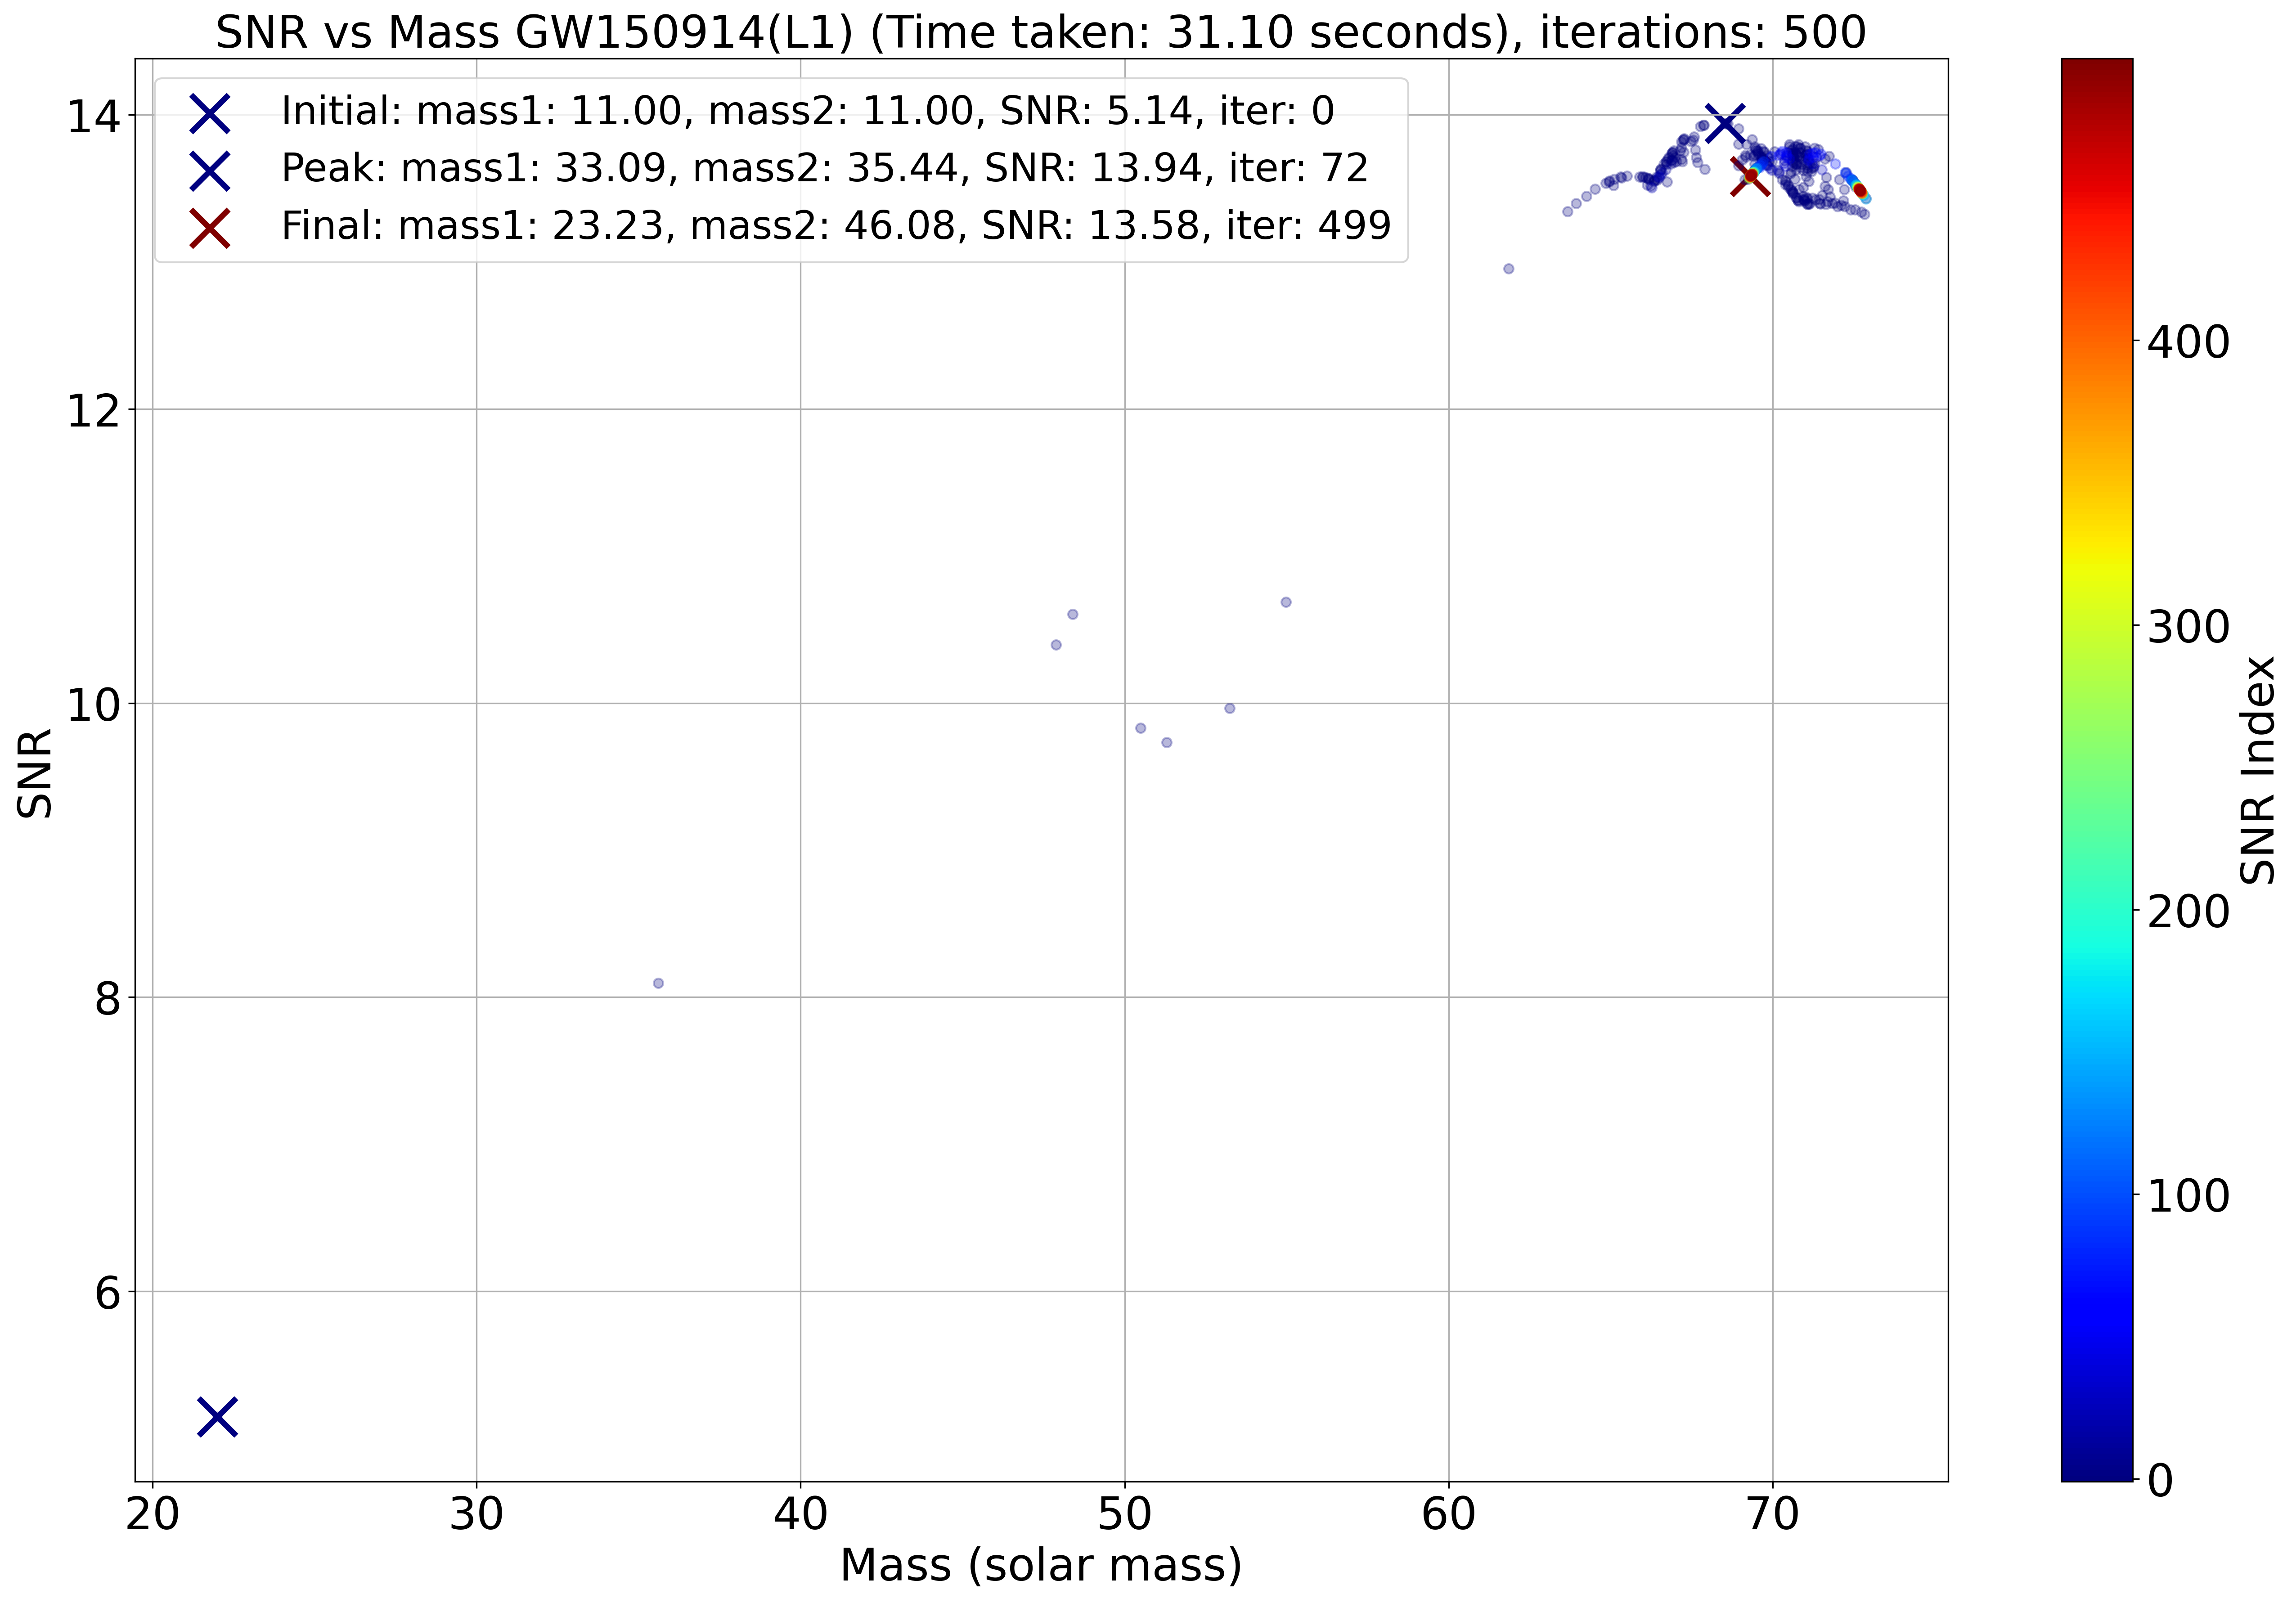 SNR vs Mass GW150914(L1) (Time taken: 31.10 seconds), iterations: 500
Initial: mass1: 11.00, mass2: 11.00, SNR: 5.14, iter: 0
Peak: mass1: 33.09, mass2: 35.44, SNR: 13.94, iter: 72
Final: mass1: 23.23, mass2: 46.08, SNR: 13.58, iter: 499
SNR
14
12
10
8
6
20 30 40 50 60 70
Mass (solar mass)
400
300
200
100
0
SNR Index